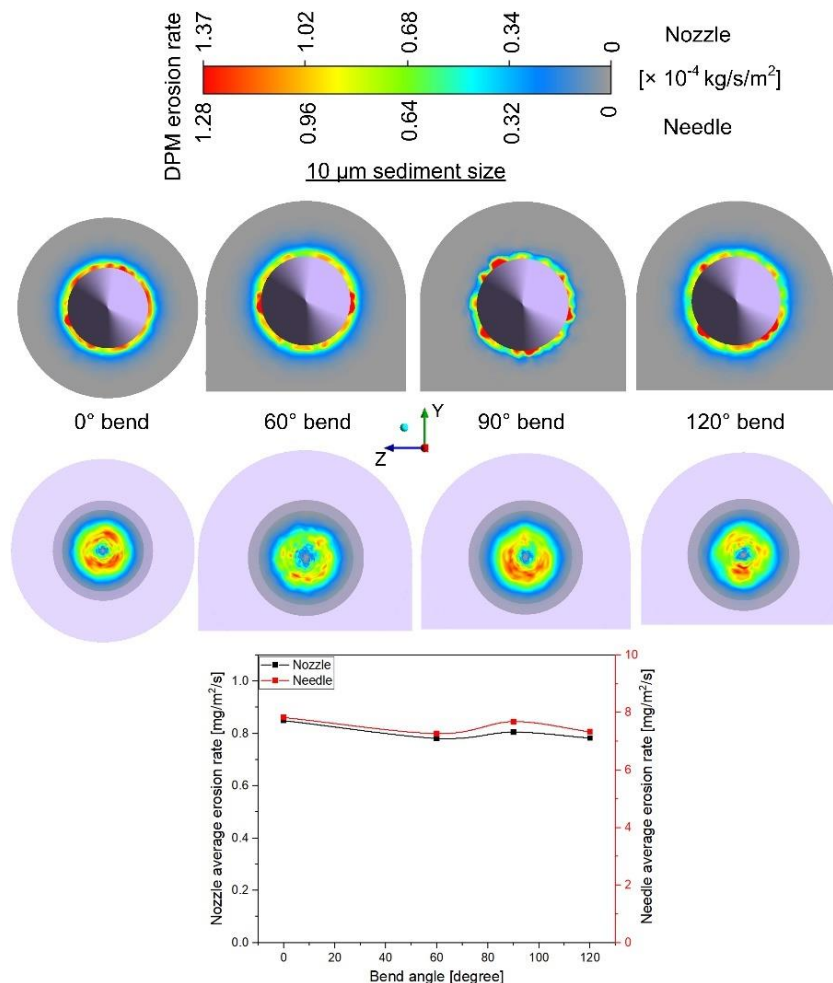 1.37 1.02 0.68 0.34 0 Nozzle
DPM erosion rate [× 10⁻⁴ kg/s/m²]
1.28 0.96 0.64 0.32 0 Needle
10 µm sediment size
0° bend 60° bend 90° bend 120° bend
Y
Z
Nozzle
Needle
Nozzle average erosion rate [mg/m²/s]
1.0
0.8
0.6
0.4
0.2
0.0
10
8
6
4
2
0
Needle average erosion rate [mg/m²/s]
0 20 40 60 80 100 120
Bend angle [degree]